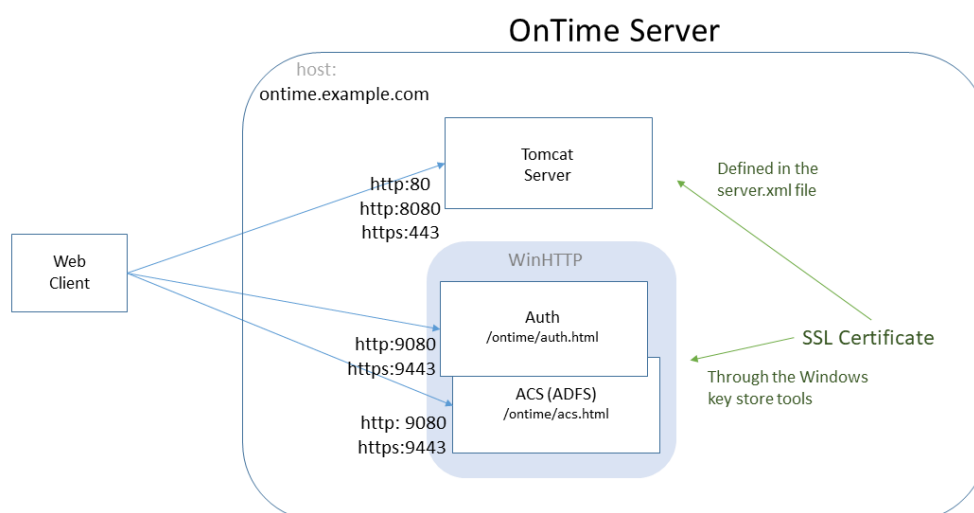 OnTime Server
host:
ontime.example.com
Tomcat
Server
Defined in the
server.xml file
http:80
http:8080
https:443
Web
Client
WinHTTP
Auth
/ontime/auth.html
http:9080
https:9443
SSL Certificate
Through the Windows
key store tools
ACS (ADFS)
/ontime/acs.html
http: 9080
https:9443